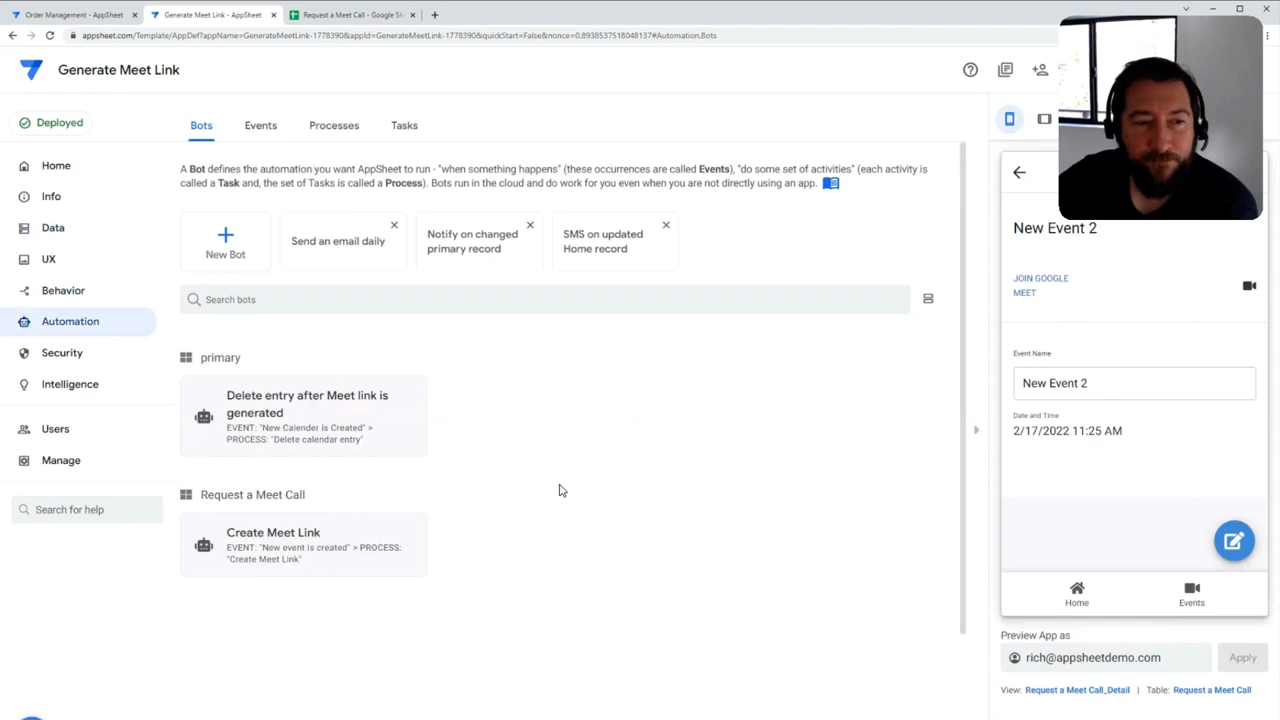 Order Management - AppSheet
Generate Meet Link - AppSheet
Request a Meet Call - Google Sh
appsheet.com/Template/AppDef?appName=GenerateMeetLink-1778390&appId=GenerateMeetLink-1778390&quickStart=False&nonce=0.8938537518048137#Automation.Bots
Generate Meet Link
Deployed
Home
Info
Data
UX
Behavior
Automation
Security
Intelligence
Users
Manage
Search for help
Bots
Events
Processes
Tasks
A Bot defines the automation you want AppSheet to run - "when something happens" (these occurrences are called Events), "do some set of activities" (each activity is
called a Task and, the set of Tasks is called a Process). Bots run in the cloud and do work for you even when you are not directly using an app.
New Bot
Send an email daily
Notify on changed
primary record
SMS on updated
Home record
Search bots
primary
Delete entry after Meet link is
generated
EVENT: "New Calender is Created" >
PROCESS: "Delete calendar entry"
Request a Meet Call
Create Meet Link
EVENT: "New event is created" > PROCESS:
"Create Meet Link"
New Event 2
JOIN GOOGLE
MEET
Event Name
New Event 2
Date and Time
2/17/2022 11:25 AM
Home
Events
Preview App as
rich@appsheetdemo.com
Apply
View: Request a Meet Call_Detail | Table: Request a Meet Call